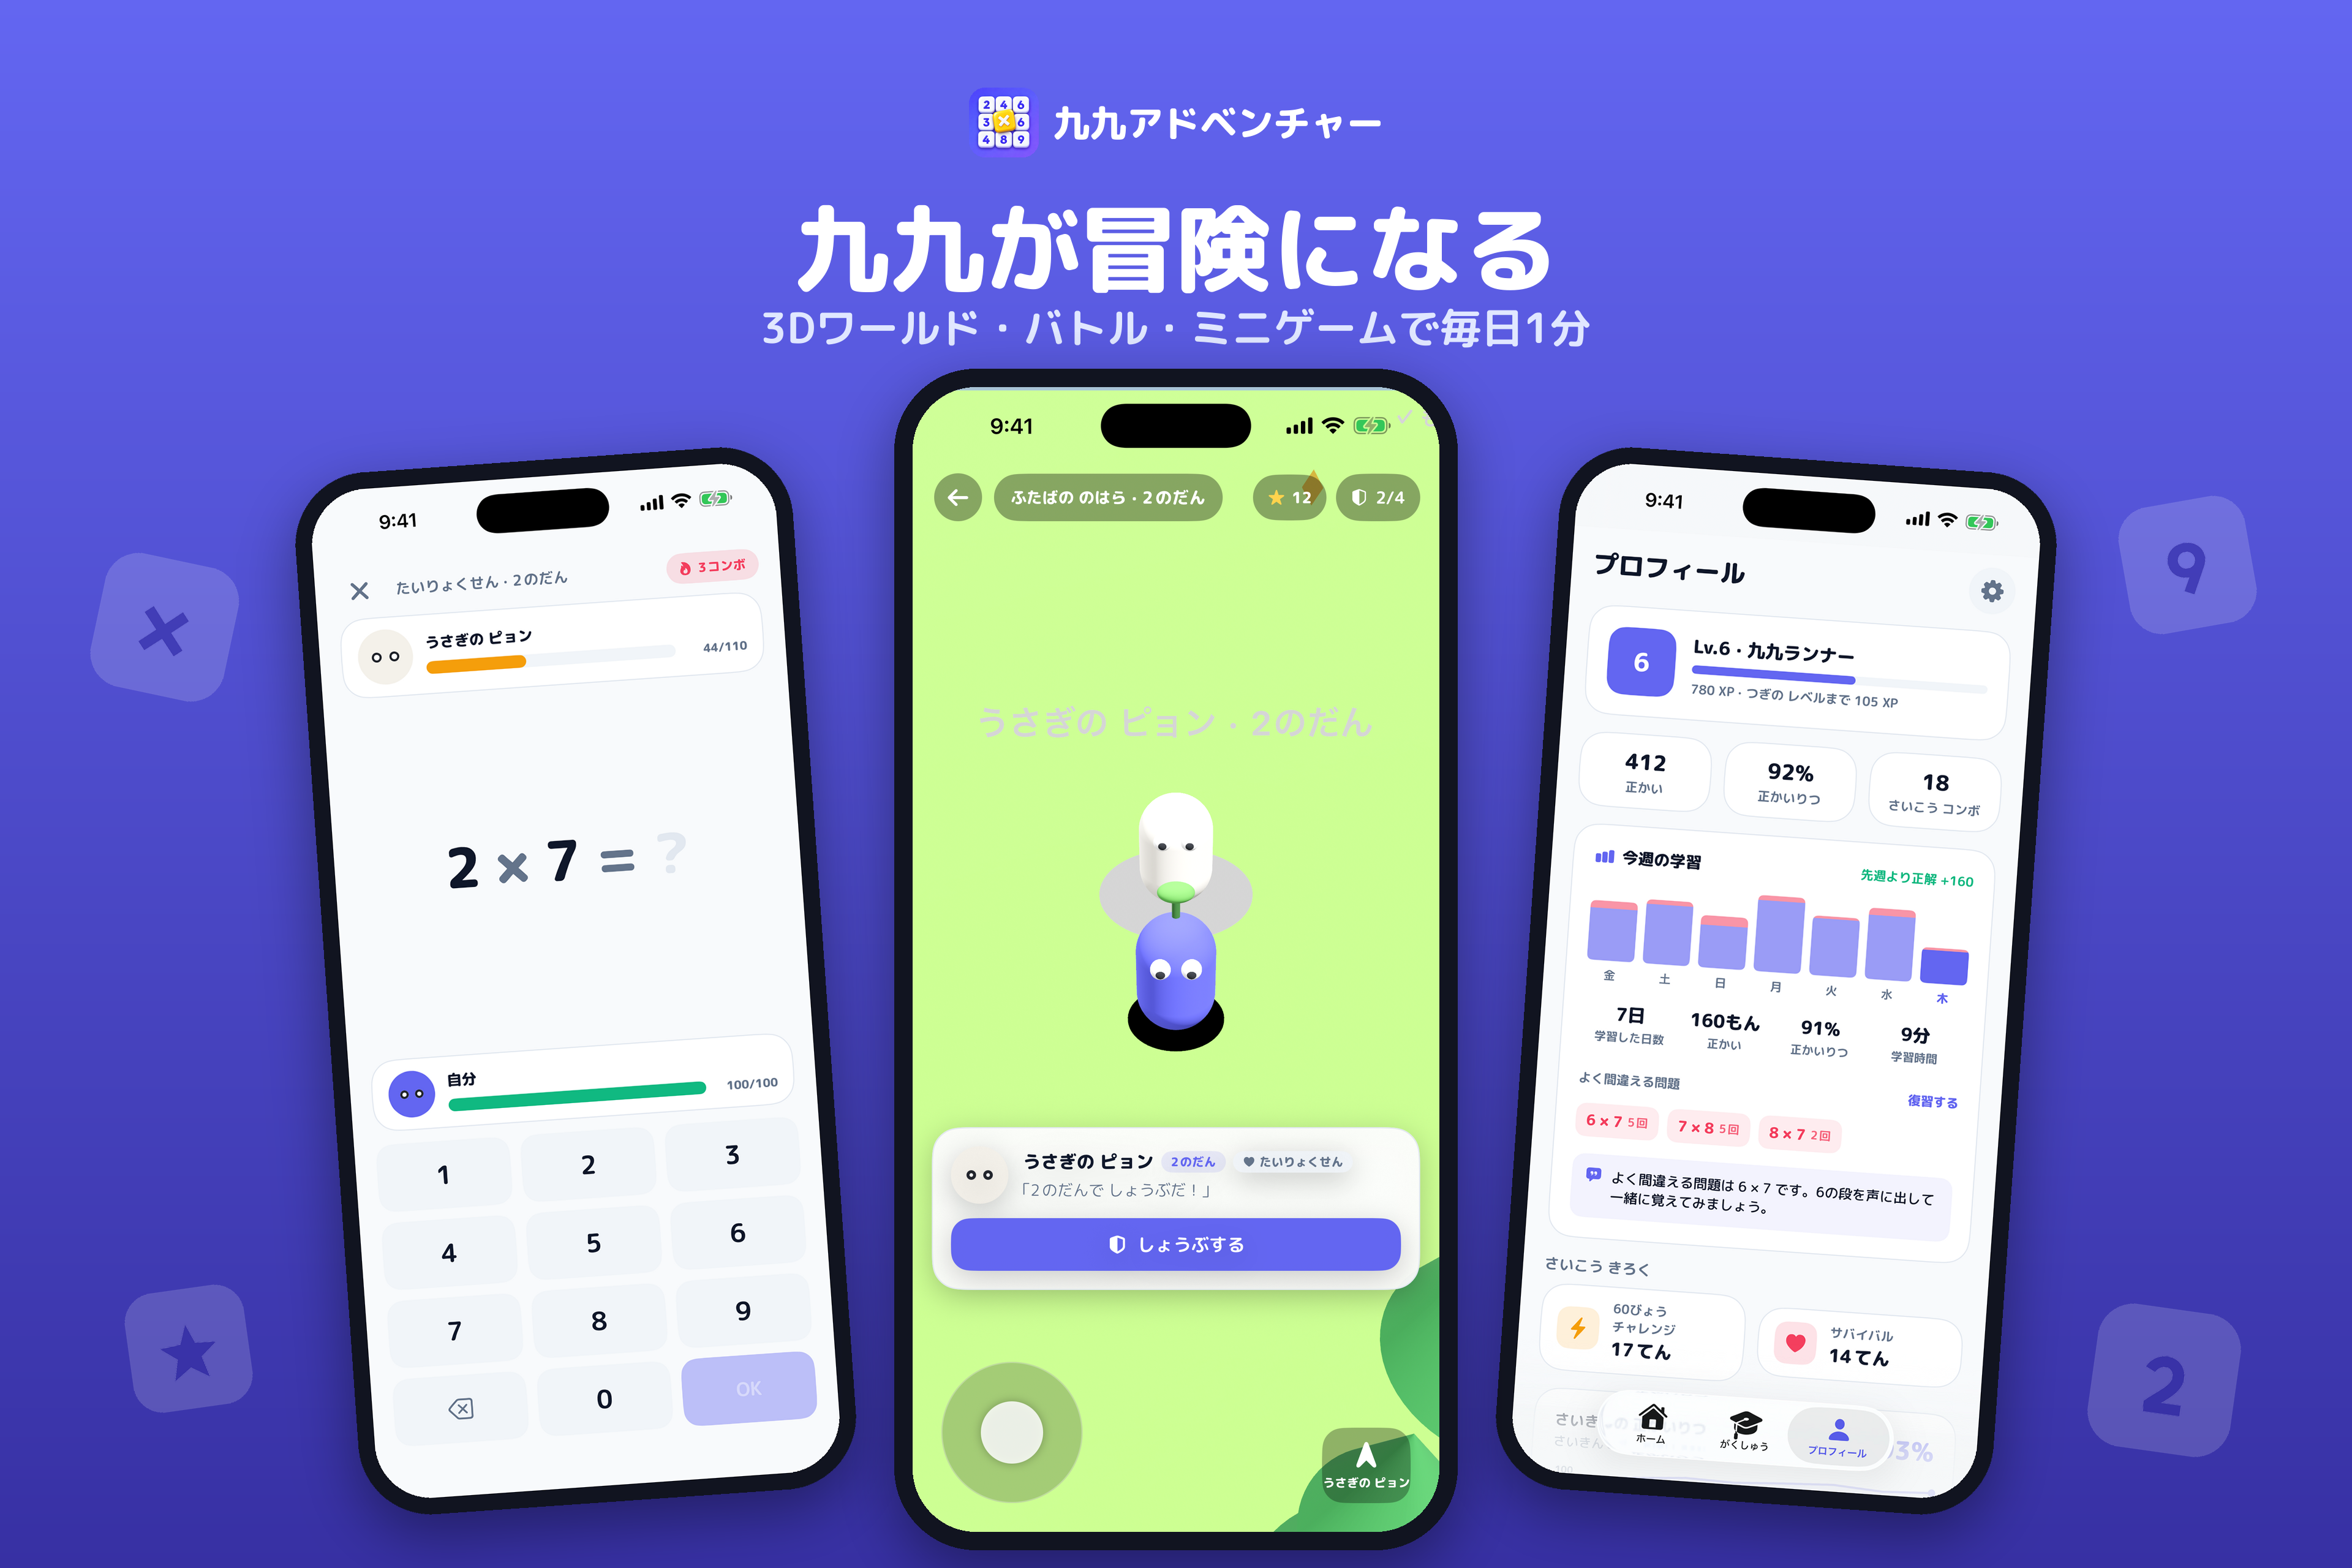 2 4 6
3 × 6
4 8 9
九九アドベンチャー
九九が冒険になる
3Dワールド・バトル・ミニゲームで毎日1分
×
9
★
2
9:41
たいりょくせん・2のだん
3コンボ
うさぎの ピョン
44/110
2 × 7 = ?
自分
100/100
1 2 3
4 5 6
7 8 9
0 OK
9:41
ふたばの のはら・2のだん
12
2/4
うさぎの ピョン・2のだん
うさぎの ピョン 2のだん たいりょくせん
「2のだんで しょうぶだ！」
しょうぶする
うさぎの ピョン
9:41
プロフィール
6
Lv.6・九九ランナー
780 XP・つぎの レベルまで 105 XP
412 92% 18
正かい 正かいりつ さいこう コンボ
今週の学習
先週より正解 +160
金 土 日 月 火 水 木
7日 160もん 91% 9分
学習した日数 正かい 正かいりつ 学習時間
よく間違える問題
復習する
6×7 5回 7×8 5回 8×7 2回
よく間違える問題は 6×7 です。6の段を声に出して
一緒に覚えてみましょう。
さいこう きろく
60びょう
チャレンジ
17てん
サバイバル
14てん
3%
100
ホーム がくしゅう プロフィール